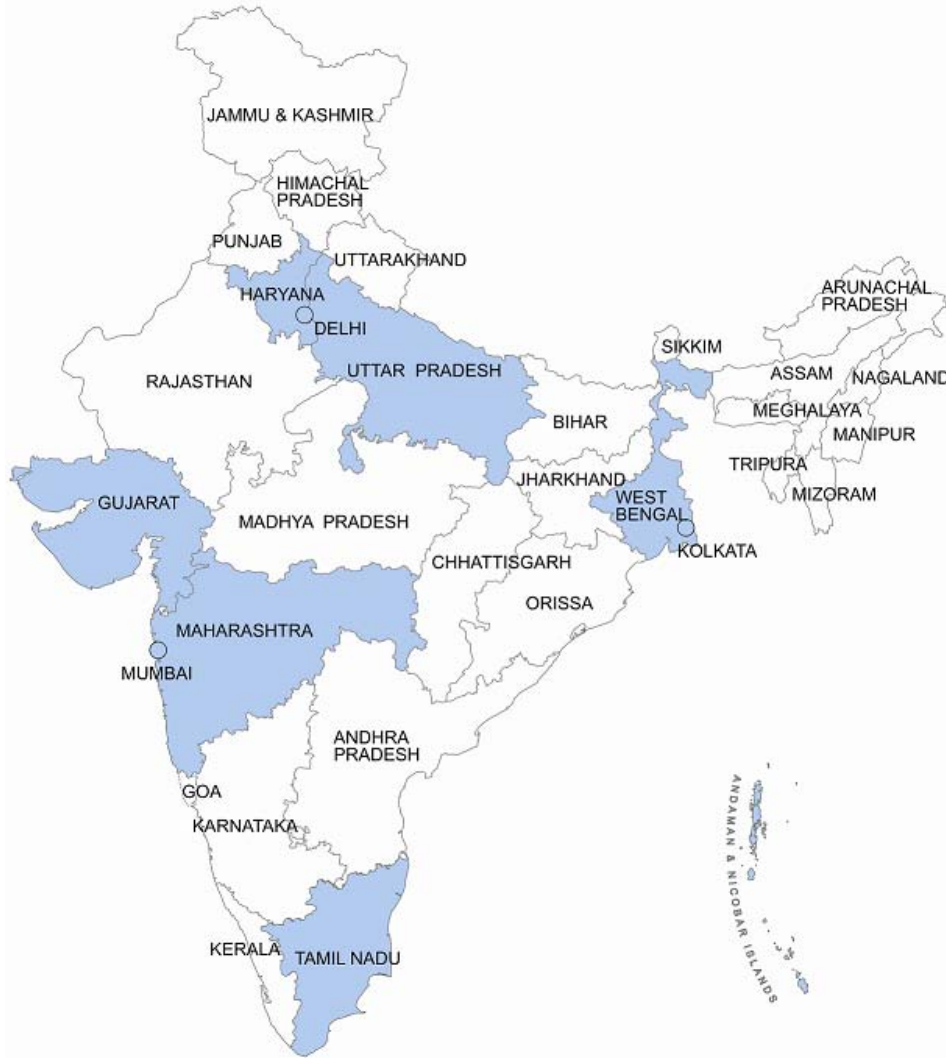 JAMMU & KASHMIR
HIMACHAL
PRADESH
PUNJAB
UTTARAKHAND
HARYANA
DELHI
ARUNACHAL
PRADESH
SIKKIM
RAJASTHAN
UTTAR PRADESH
ASSAM
NAGALAND
MEGHALAYA
BIHAR
MANIPUR
TRIPURA
JHARKHAND
MIZORAM
GUJARAT
WEST
BENGAL
MADHYA PRADESH
KOLKATA
CHHATTISGARH
ORISSA
MAHARASHTRA
MUMBAI
ANDHRA
PRADESH
GOA
KARNATAKA
ANDAMAN & NICOBAR ISLANDS
KERALA
TAMIL NADU